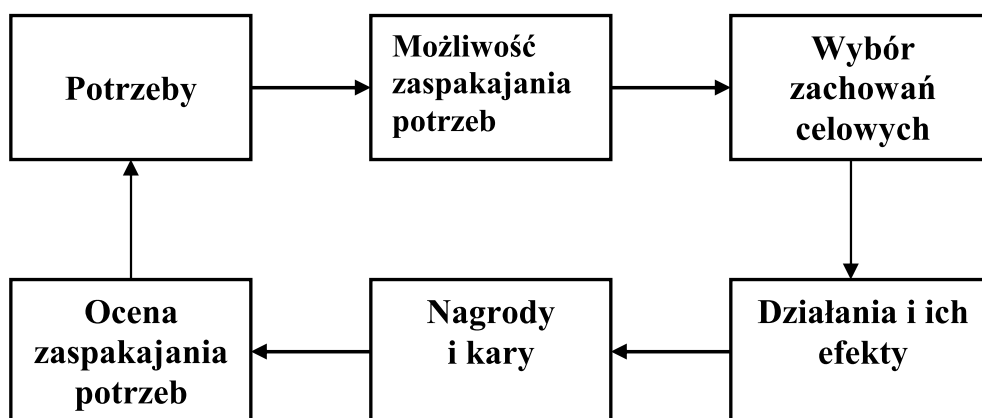 Potrzeby
Możliwość
zaspakajania
potrzeb
Wybór
zachowań
celowych
Ocena
zaspakajania
potrzeb
Nagrody
i kary
Działania i ich
efekty